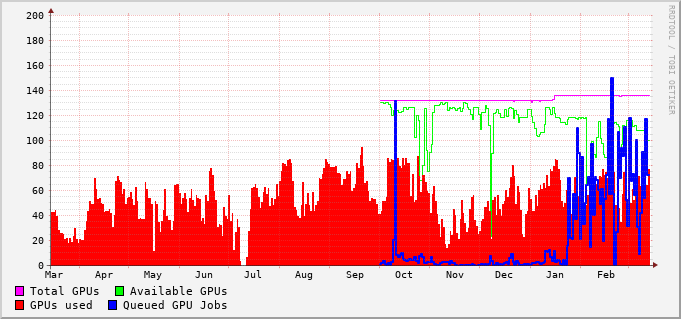 200
180
160
140
120
100
80
60
40
20
0
Mar Apr May Jun Jul Aug Sep Oct Nov Dec Jan Feb
Total GPUs Available GPUs
GPUs used Queued GPU Jobs
RRDTOOL / TOBI OETIKER